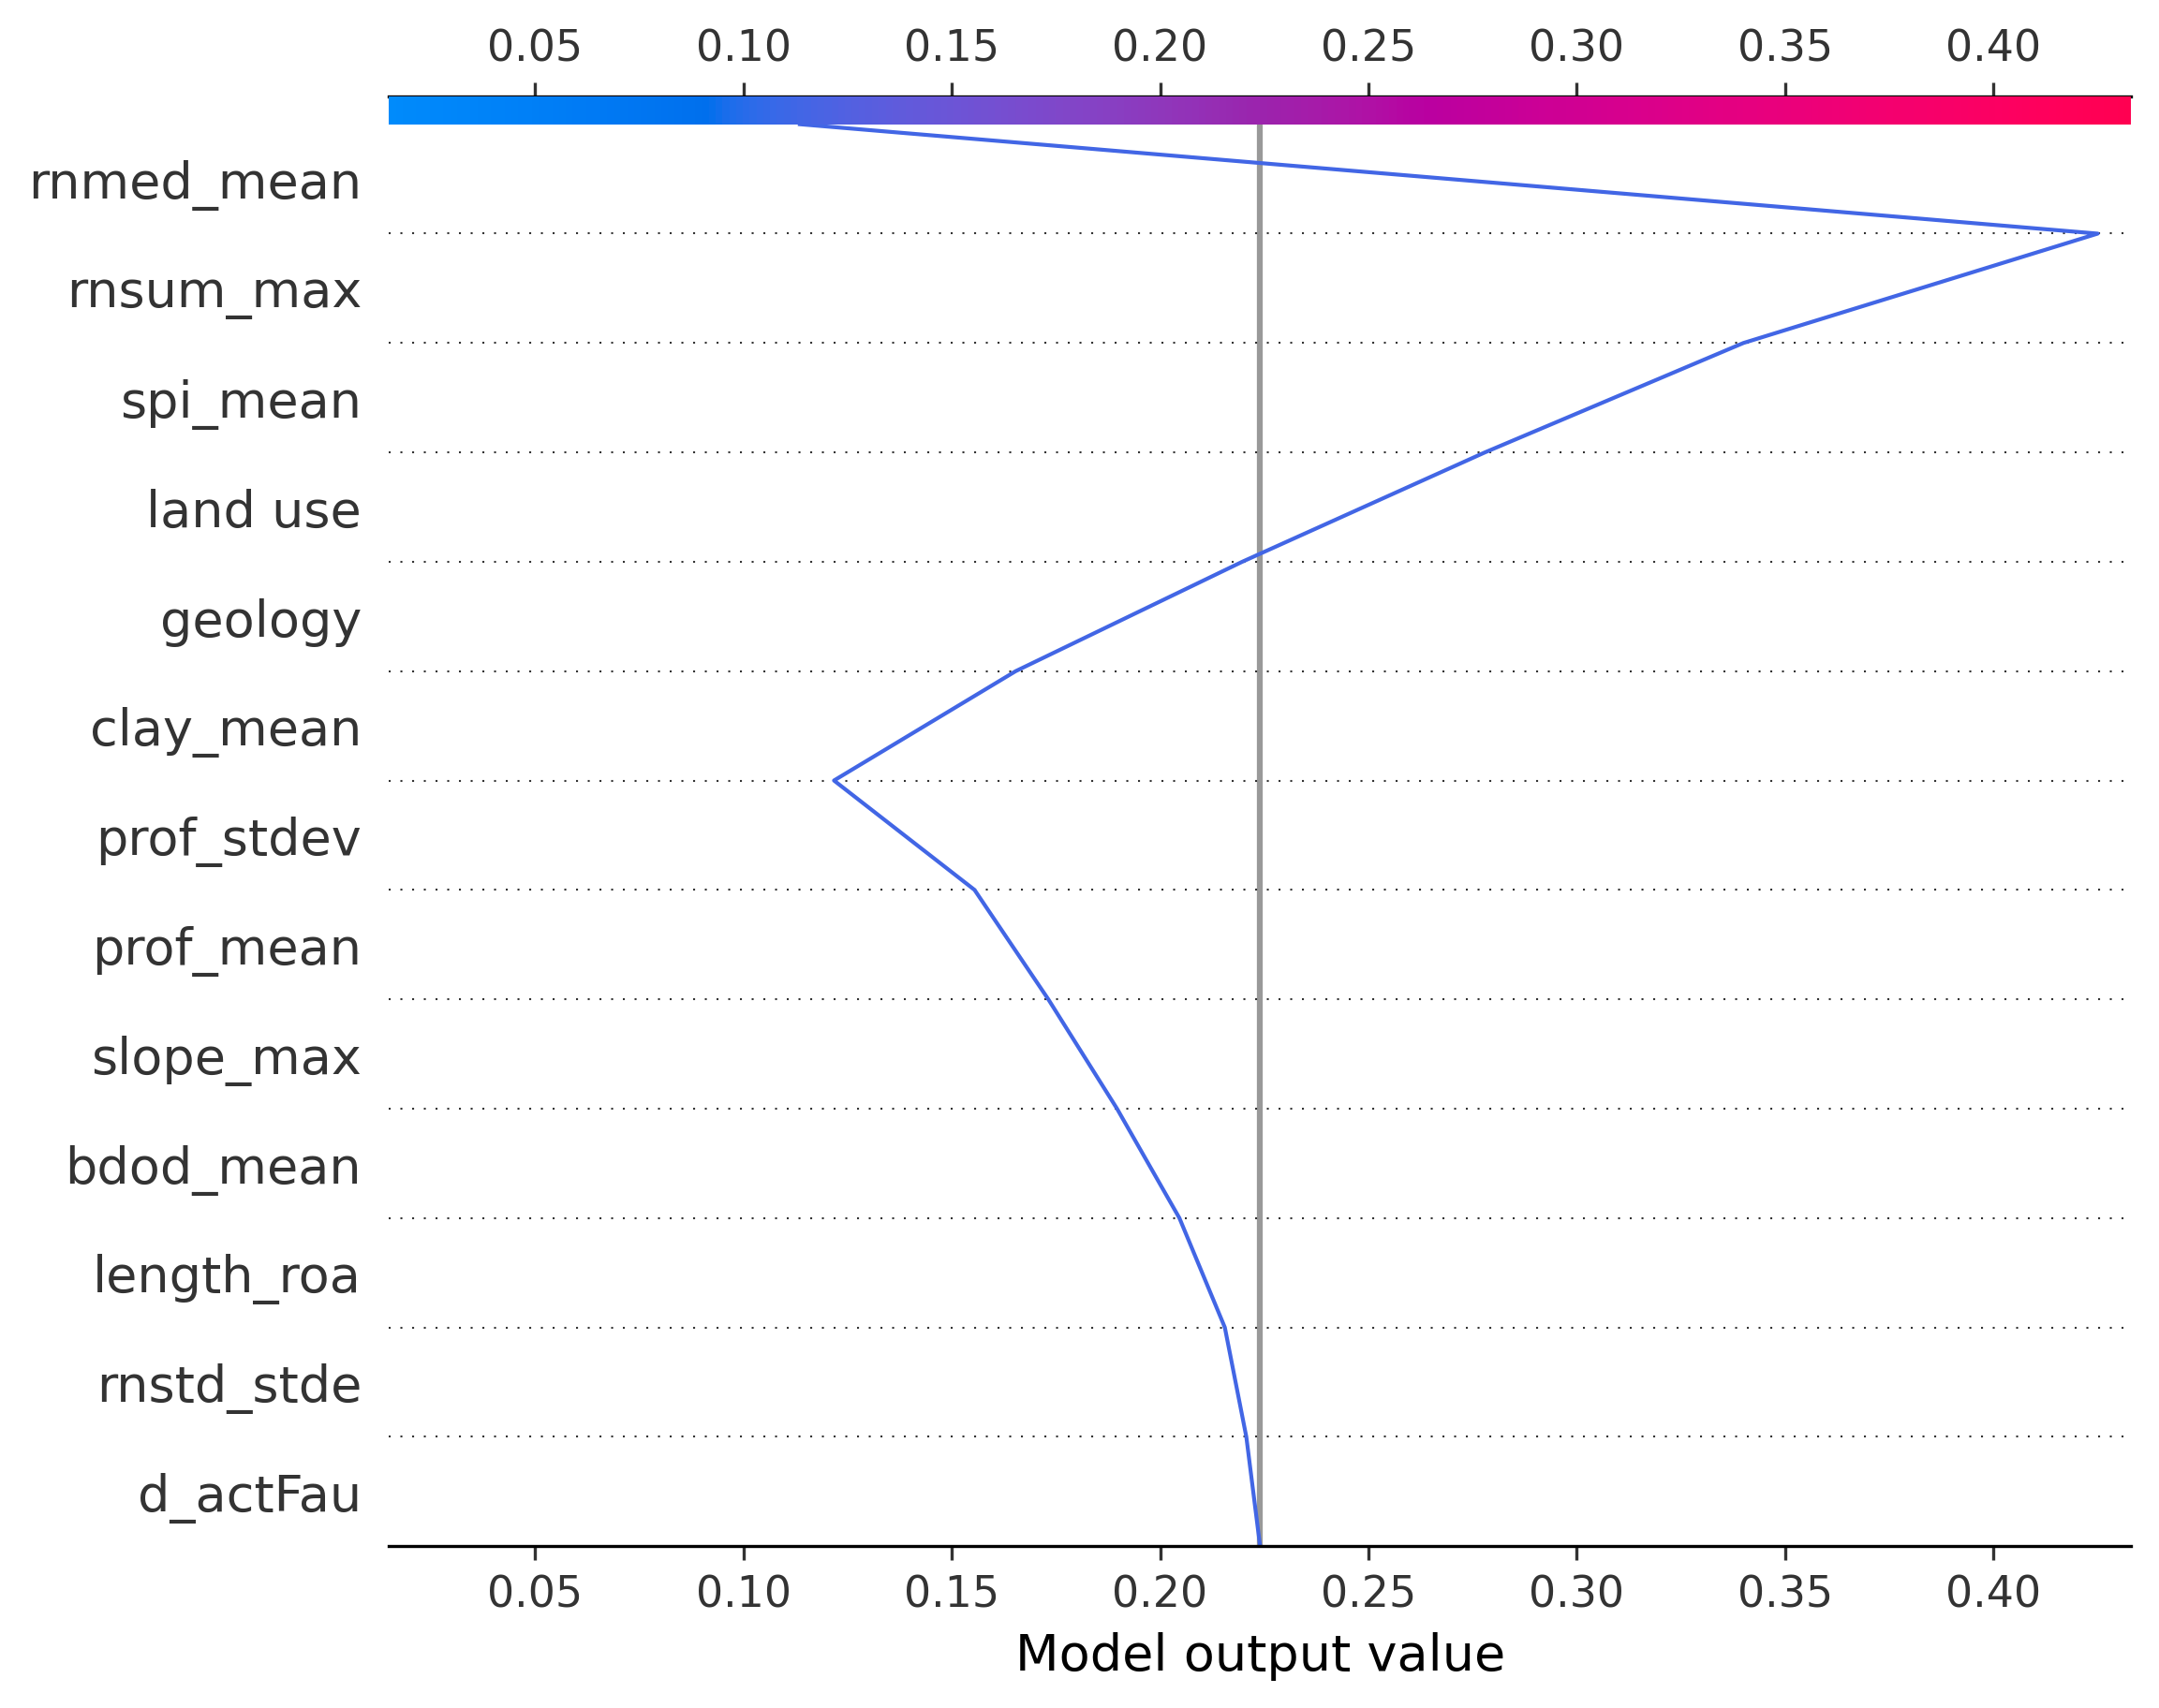 0.05 0.10 0.15 0.20 0.25 0.30 0.35 0.40
rnmed_mean
rnsum_max
spi_mean
land use
geology
clay_mean
prof_stdev
prof_mean
slope_max
bdod_mean
length_roa
rnstd_stde
d_actFau
0.05 0.10 0.15 0.20 0.25 0.30 0.35 0.40
Model output value